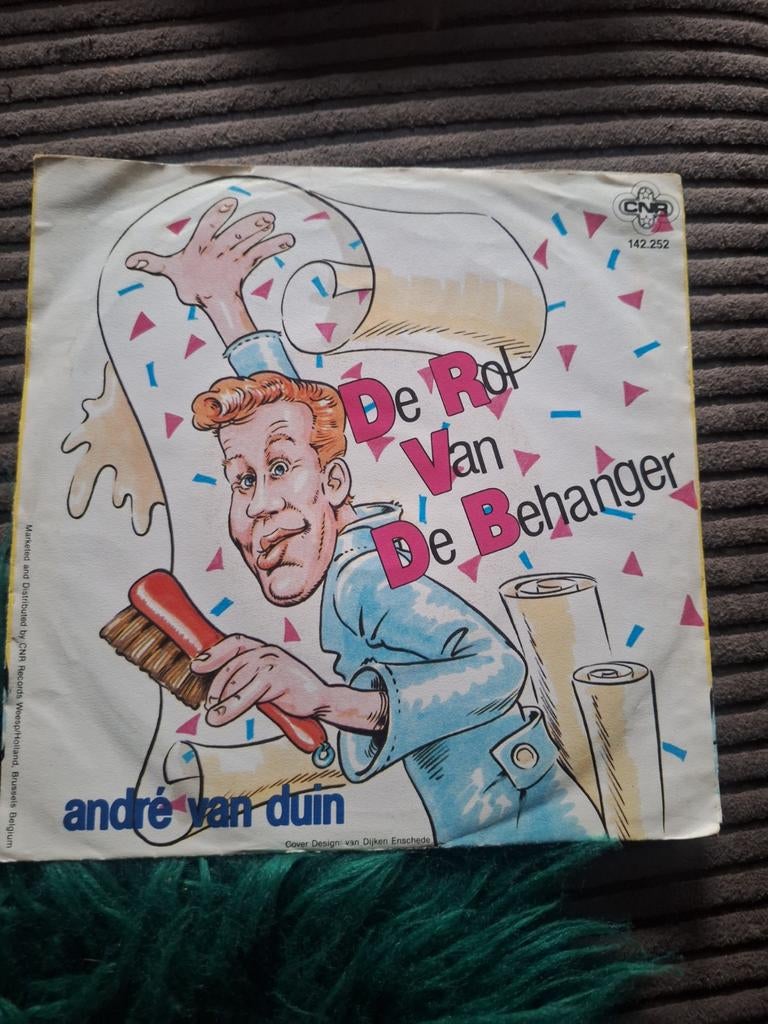 CNR
142.252
De Rol
Van
De Behanger
Marketed and Distributed by CNR Records Weesp/Holland, Brussels Belgium
andré van duin
Cover Design: van Dijken Enschede